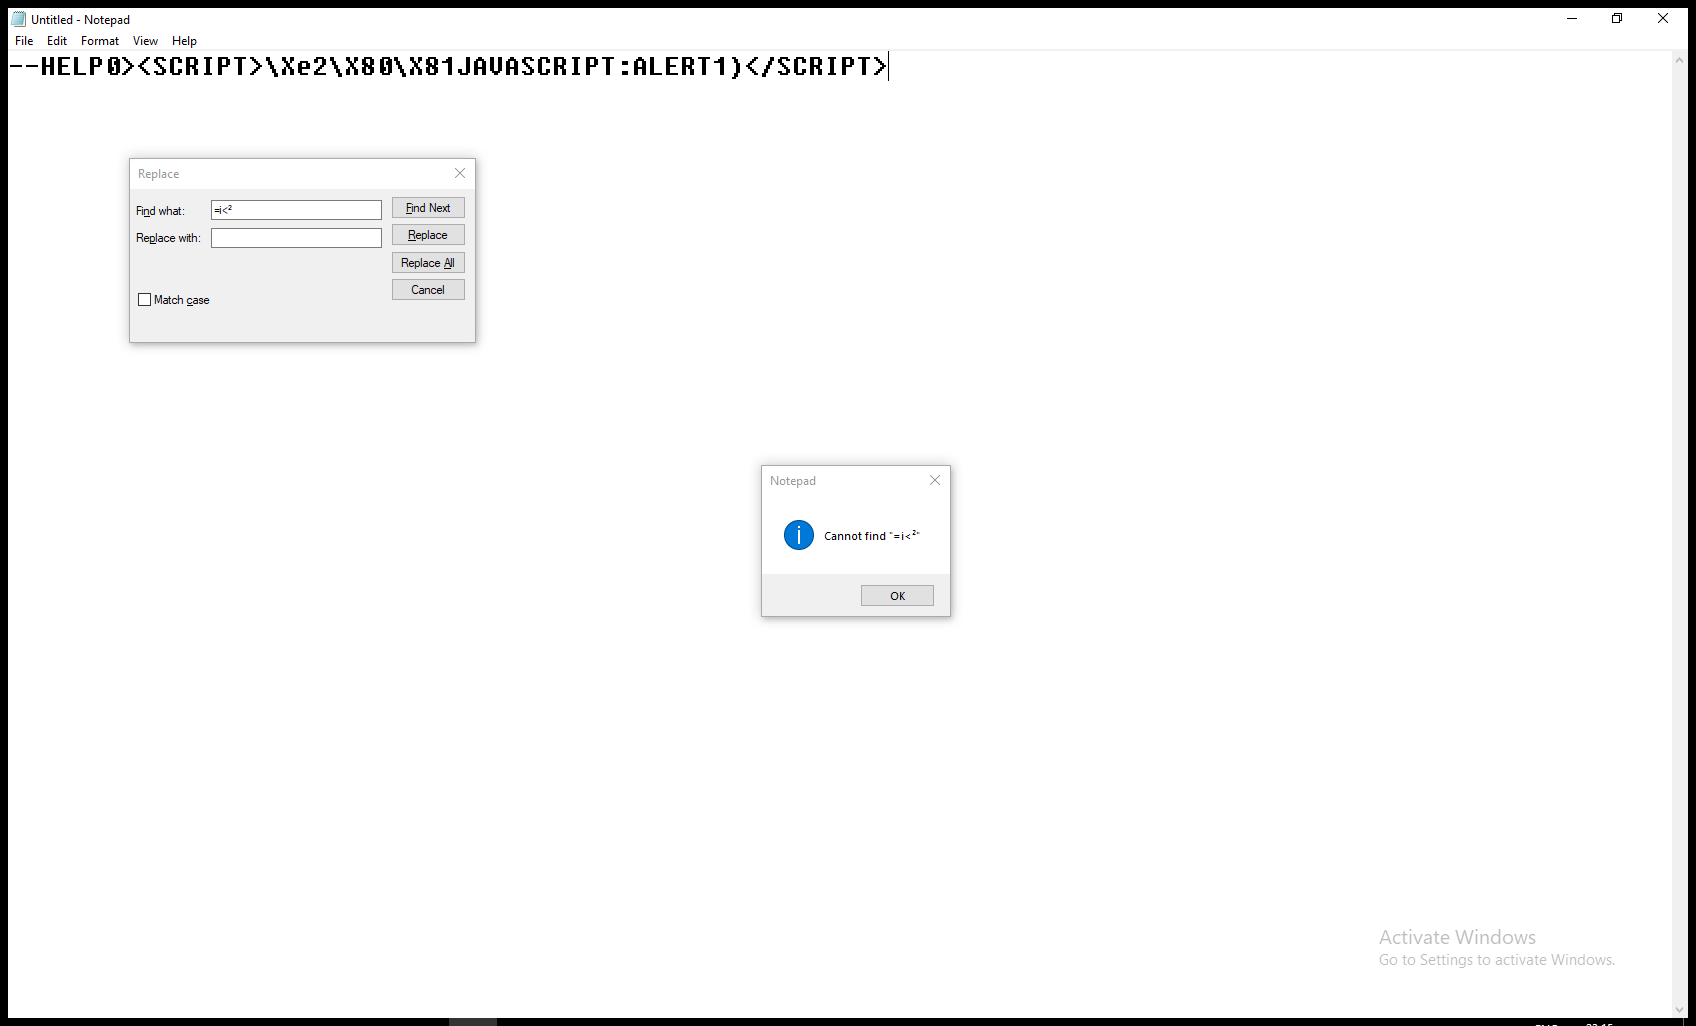 Untitled - Notepad
File Edit Format View Help
--HELP0><SCRIPT>\Xe2\X80\X81JAVASCRIPT:ALERT1)</SCRIPT>
Replace
Find what: =i<²
Find Next
Replace with:
Replace
Replace All
Cancel
Match case
Notepad
Cannot find "=i<²"
OK
Activate Windows
Go to Settings to activate Windows.